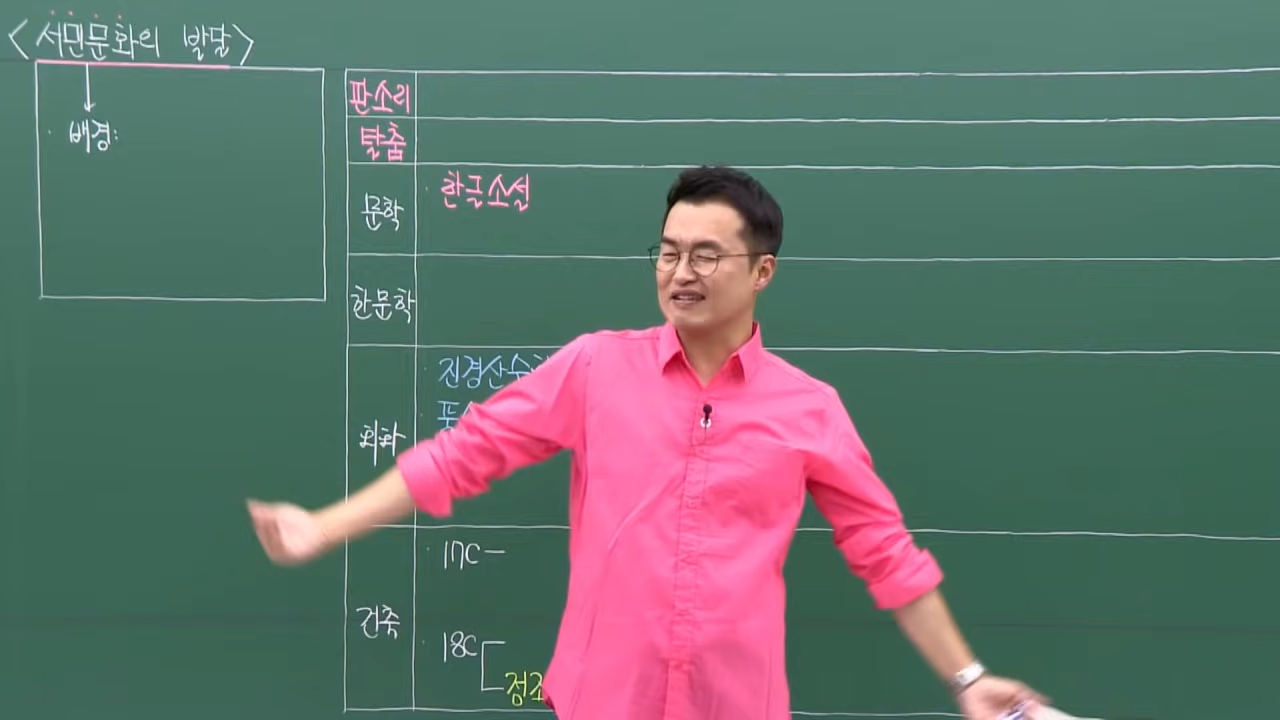 <서민문화의 발달>
배경:
판소리
탈춤
문학
· 한글소설
한문학
회화
· 진경산수
건축
· 17C -
· 18C